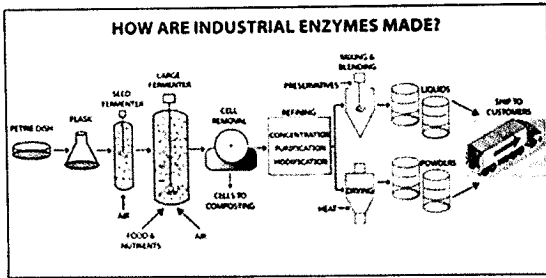 HOW ARE INDUSTRIAL ENZYMES MADE?
PETRIE DISH
FLASK
SEED
FERMENTER
LARGE
FERMENTER
CELL
REMOVAL
REFINING
CONCENTRATION
PURIFICATION
MODIFICATION
PRESERVATIVES
MIXING &
BLENDING
LIQUIDS
SHIP TO
CUSTOMERS
DRYING
POWDERS
HEAT
CELLS TO
COMPOSTING
AIR
FOOD &
NUTRIENTS
AIR